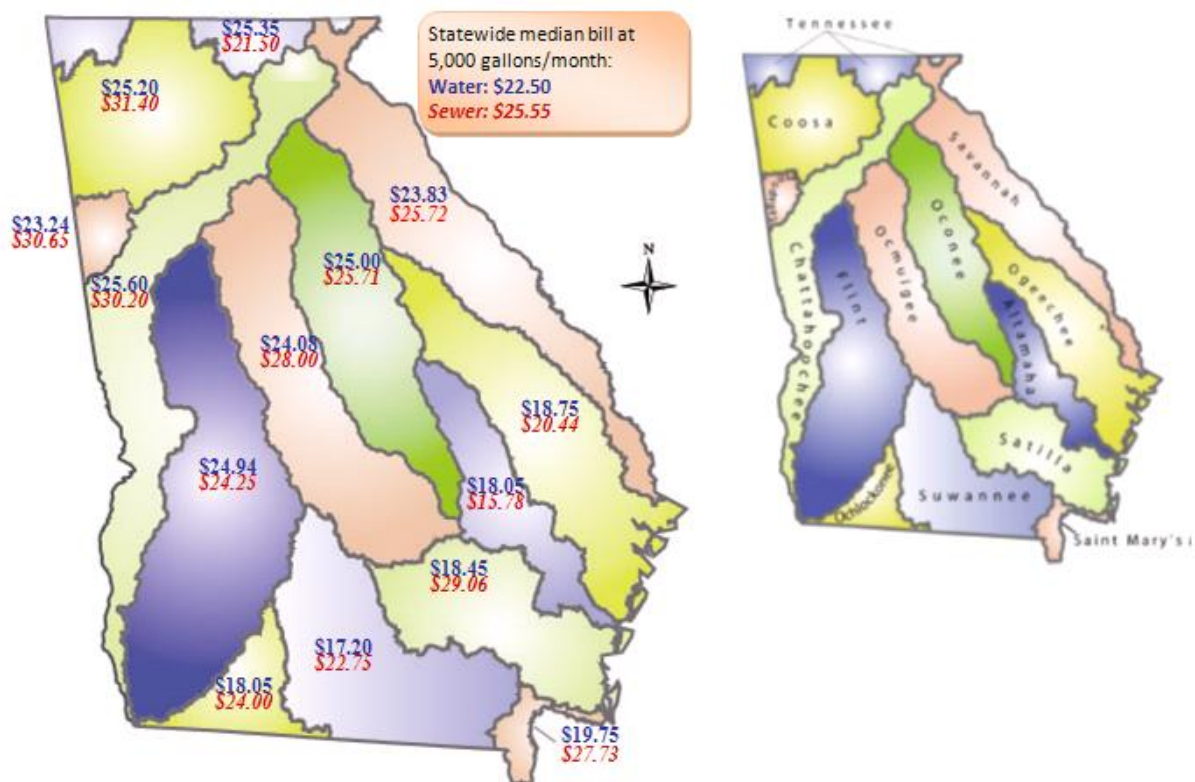 $25.35
$21.50
Statewide median bill at
5,000 gallons/month:
Water: $22.50
Sewer: $25.55
$25.20
$31.40
$23.83
$25.72
$23.24
$30.65
$25.00
$25.71
N
$25.60
$30.20
$24.08
$28.00
$18.75
$20.44
$24.94
$24.25
$18.05
$15.78
$18.45
$29.06
$17.20
$22.75
$18.05
$24.00
$19.75
$27.73
Tennessee
Coosa
Savannah
Oconee
Ocmulgee
Flint
Chattahoochee
Ogeechee
Altamaha
Satilla
Suwannee
Ochlockonee
Saint Mary's